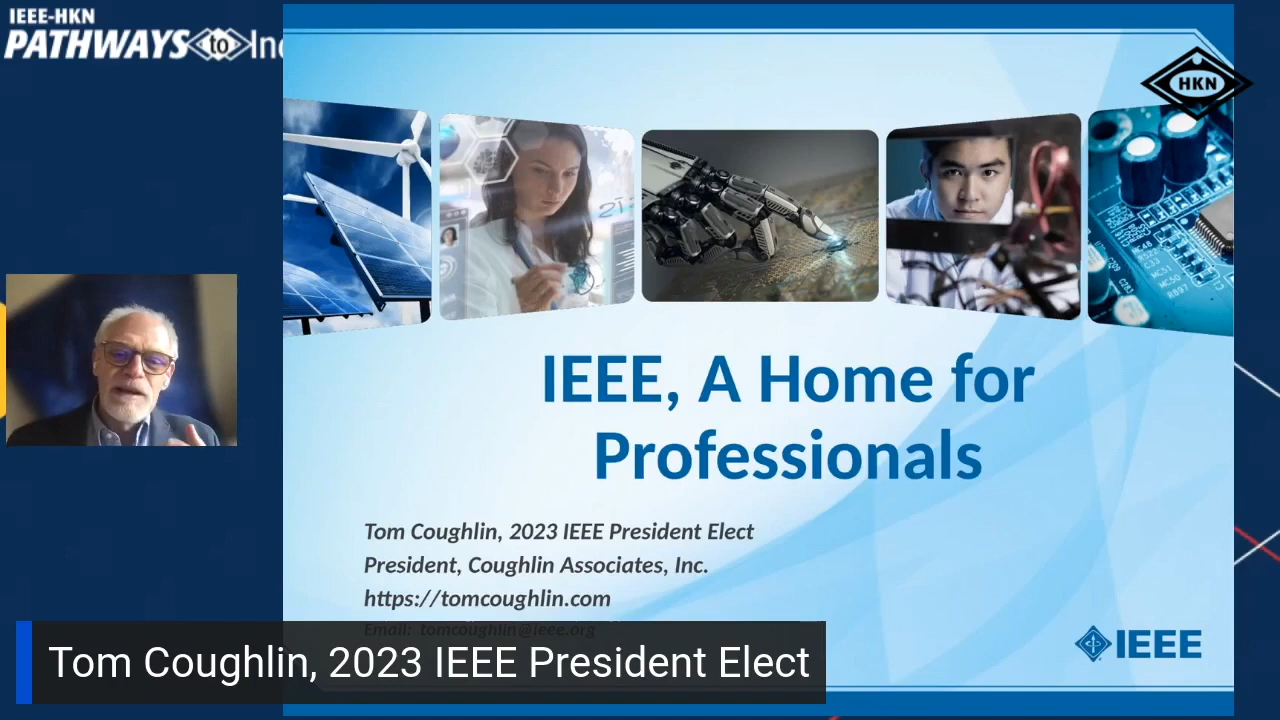 IEEE-HKN
PATHWAYS to Ind
HKN
IEEE, A Home for
Professionals
Tom Coughlin, 2023 IEEE President Elect
President, Coughlin Associates, Inc.
https://tomcoughlin.com
Email: tomcoughlin@ieee.org
Tom Coughlin, 2023 IEEE President Elect
IEEE